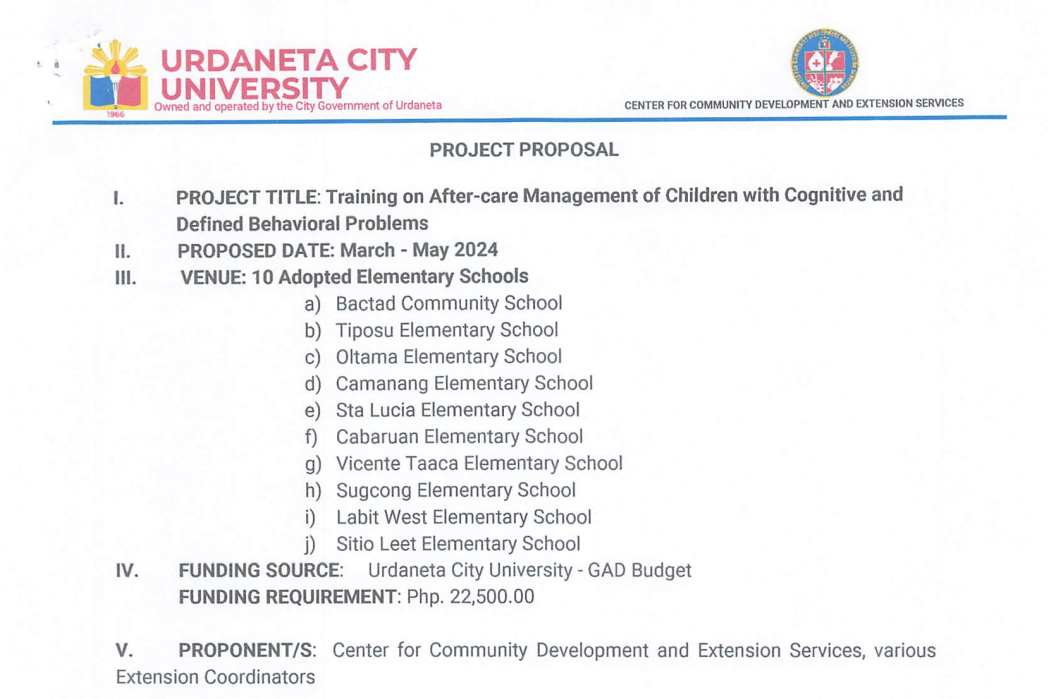 URDANETA CITY
UNIVERSITY
Owned and operated by the City Government of Urdaneta
1966
CENTER FOR COMMUNITY DEVELOPMENT AND EXTENSION SERVICES
PROJECT PROPOSAL
I. PROJECT TITLE: Training on After-care Management of Children with Cognitive and
Defined Behavioral Problems
II. PROPOSED DATE: March - May 2024
III. VENUE: 10 Adopted Elementary Schools
a) Bactad Community School
b) Tiposu Elementary School
c) Oltama Elementary School
d) Camanang Elementary School
e) Sta Lucia Elementary School
f) Cabaruan Elementary School
g) Vicente Taaca Elementary School
h) Sugcong Elementary School
i) Labit West Elementary School
j) Sitio Leet Elementary School
IV. FUNDING SOURCE: Urdaneta City University - GAD Budget
FUNDING REQUIREMENT: Php. 22,500.00
V. PROPONENT/S: Center for Community Development and Extension Services, various
Extension Coordinators